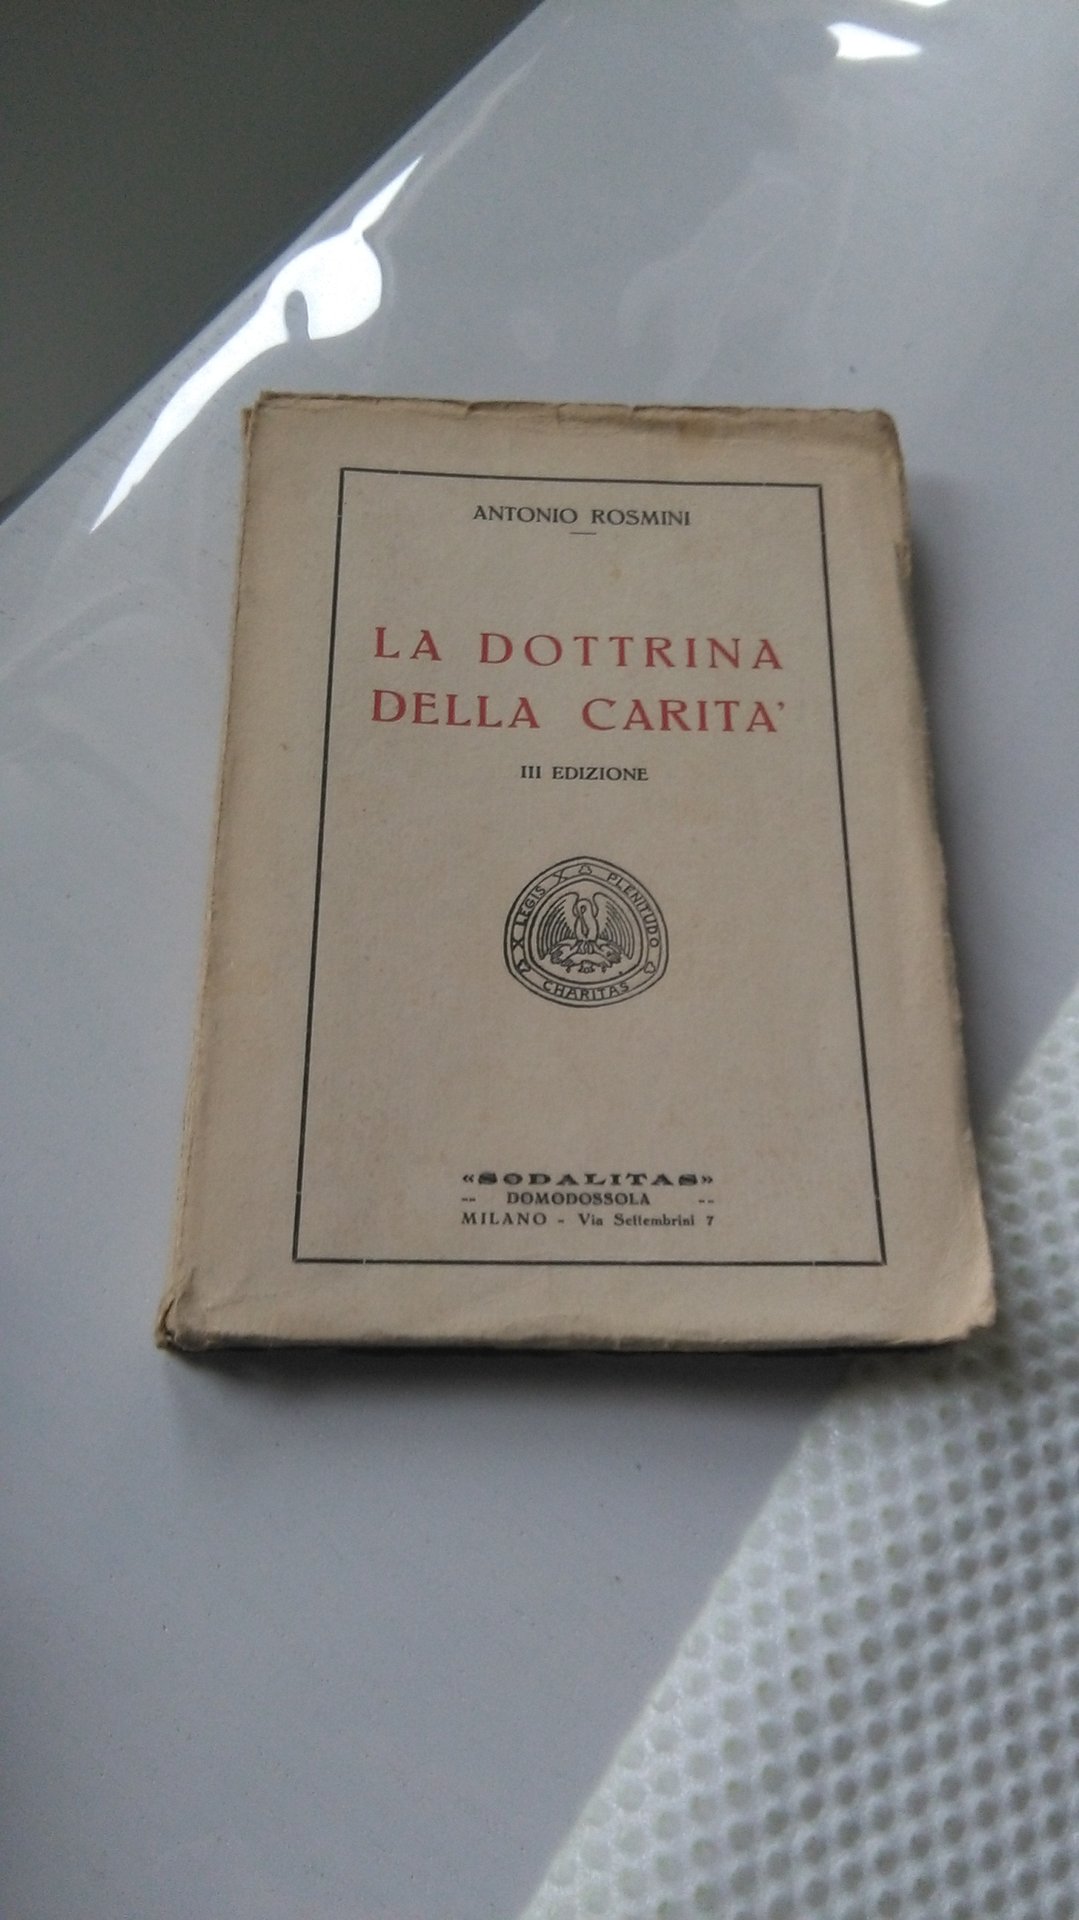 ANTONIO ROSMINI
LA DOTTRINA
DELLA CARITA'
III EDIZIONE
X LEGIS X PLENITUDO
CHARITAS
«SODALITAS»
-- DOMODOSSOLA --
MILANO - Via Settembrini 7